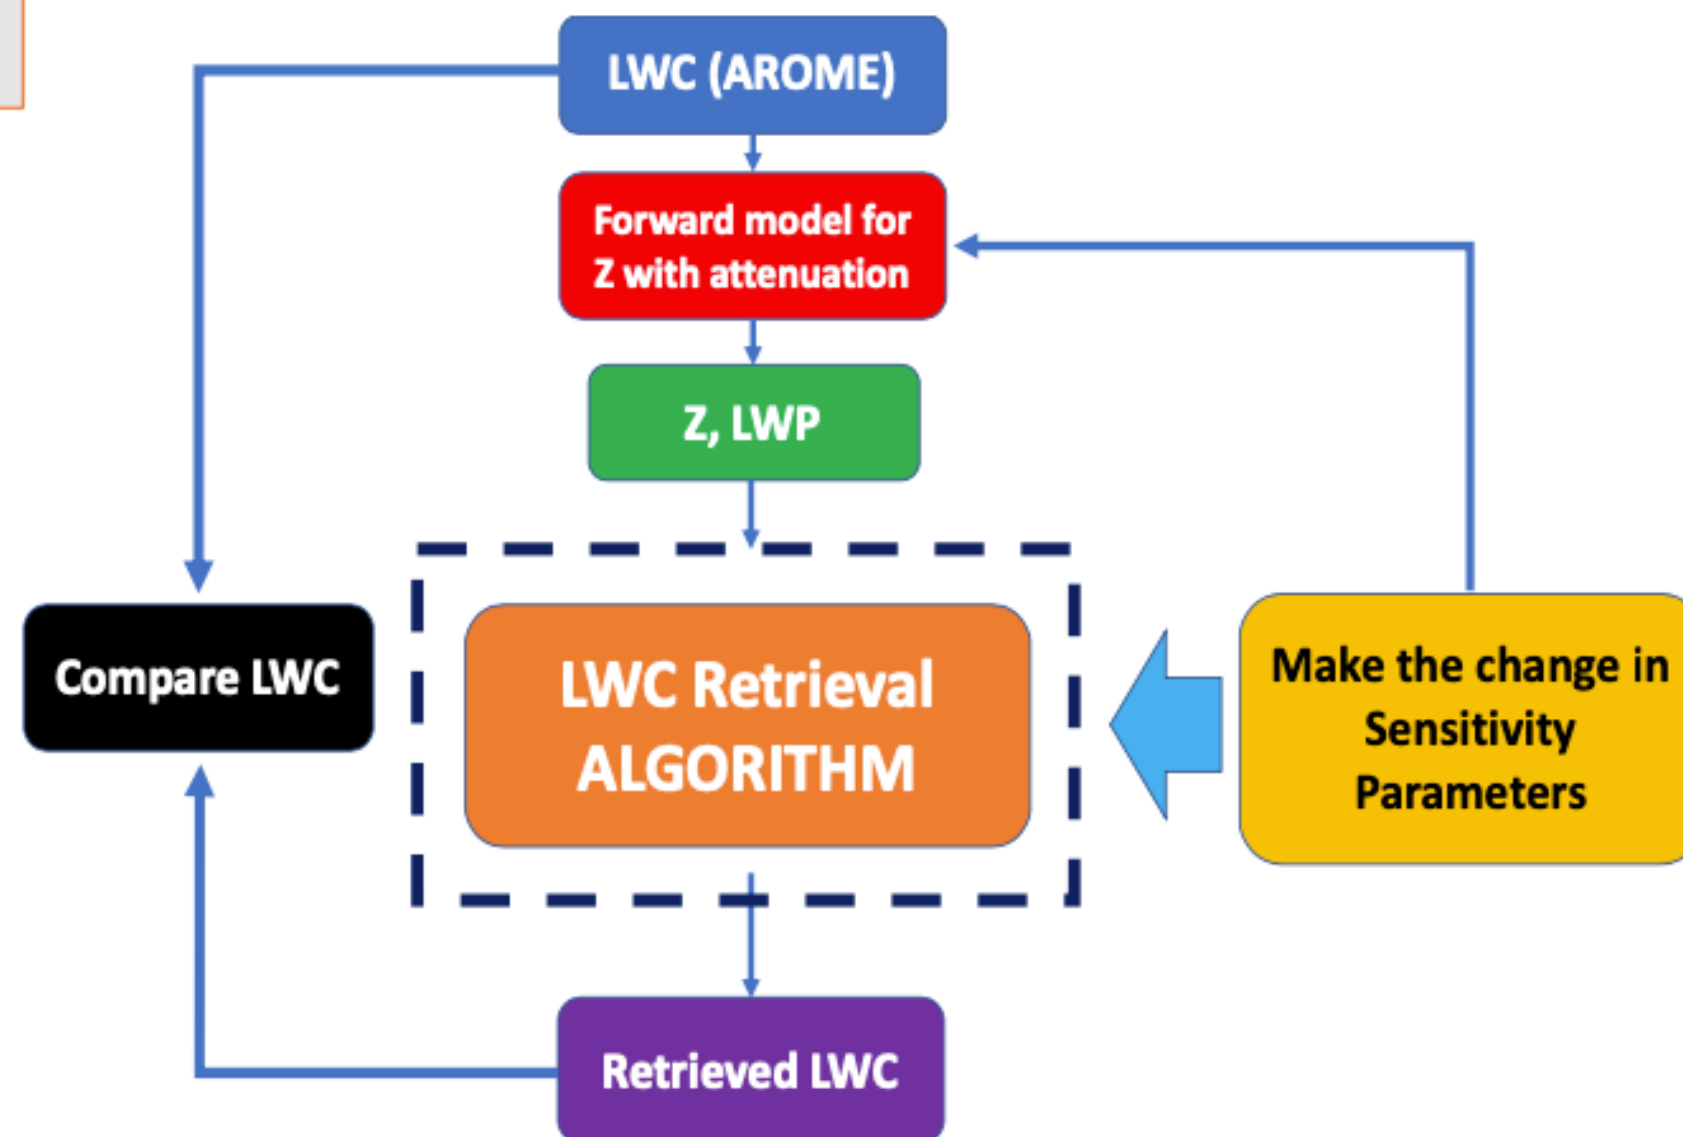 LWC (AROME)
Forward model for
Z with attenuation
Z, LWP
Compare LWC
LWC Retrieval
ALGORITHM
Make the change in
Sensitivity
Parameters
Retrieved LWC